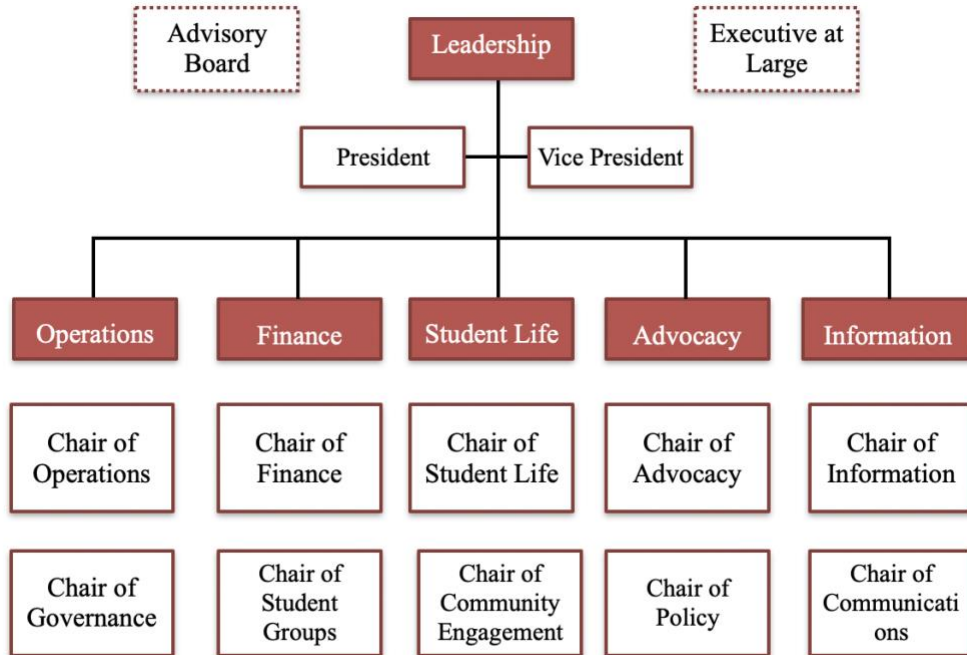 Advisory
Board
Leadership
Executive at
Large
President
Vice President
Operations
Finance
Student Life
Advocacy
Information
Chair of
Operations
Chair of
Finance
Chair of
Student Life
Chair of
Advocacy
Chair of
Information
Chair of
Governance
Chair of
Student
Groups
Chair of
Community
Engagement
Chair of
Policy
Chair of
Communicati
ons